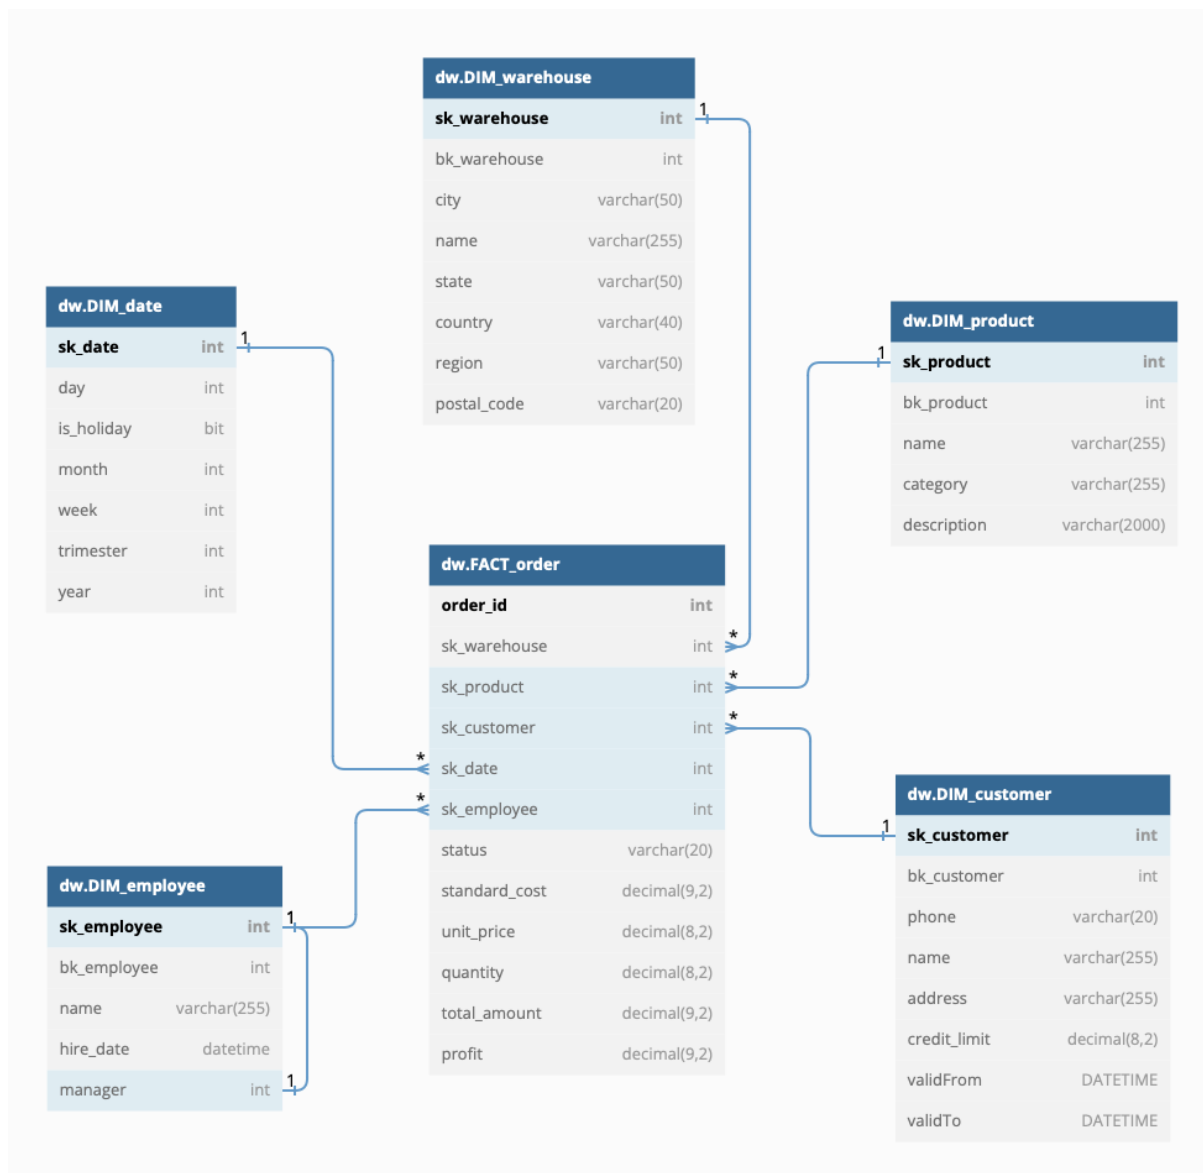 dw.DIM_warehouse
sk_warehouse int
bk_warehouse int
city varchar(50)
name varchar(255)
state varchar(50)
country varchar(40)
region varchar(50)
postal_code varchar(20)
1
dw.DIM_date
sk_date int
day int
is_holiday bit
month int
week int
trimester int
year int
1
dw.DIM_product
sk_product int
bk_product int
name varchar(255)
category varchar(255)
description varchar(2000)
1
dw.FACT_order
order_id int
sk_warehouse int
sk_product int
sk_customer int
sk_date int
sk_employee int
status varchar(20)
standard_cost decimal(9,2)
unit_price decimal(8,2)
quantity decimal(8,2)
total_amount decimal(9,2)
profit decimal(9,2)
*
*
*
*
*
dw.DIM_employee
sk_employee int
bk_employee int
name varchar(255)
hire_date datetime
manager int
1
1
dw.DIM_customer
sk_customer int
bk_customer int
phone varchar(20)
name varchar(255)
address varchar(255)
credit_limit decimal(8,2)
validFrom DATETIME
validTo DATETIME
1